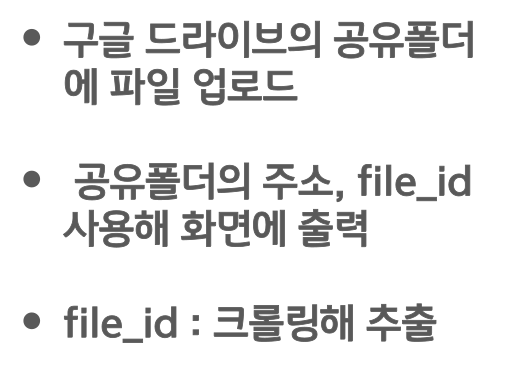 • 구글 드라이브의 공유폴더
에 파일 업로드
• 공유폴더의 주소, file_id
사용해 화면에 출력
• file_id : 크롤링해 추출